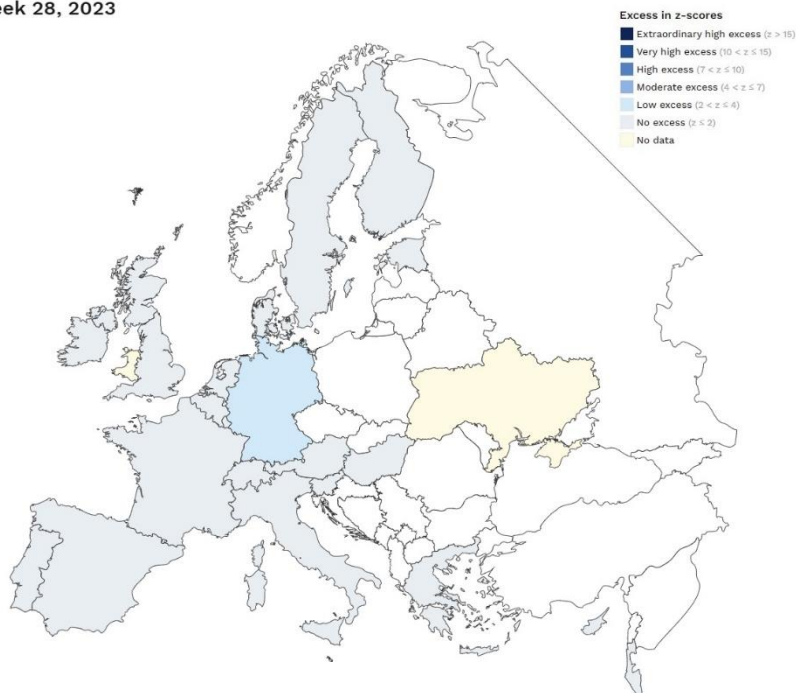 ek 28, 2023
Excess in z-scores
Extraordinary high excess (z > 15)
Very high excess (10 < z ≤ 15)
High excess (7 < z ≤ 10)
Moderate excess (4 < z ≤ 7)
Low excess (2 < z ≤ 4)
No excess (z ≤ 2)
No data